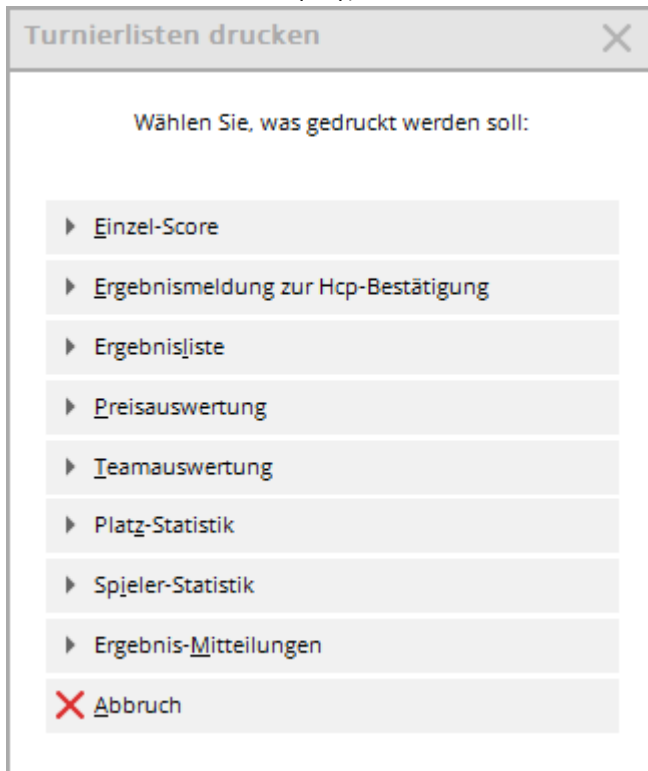 Turnierlisten drucken
Wählen Sie, was gedruckt werden soll:
Einzel-Score
Ergebnismeldung zur Hcp-Bestätigung
Ergebnisliste
Preisauswertung
Teamauswertung
Platz-Statistik
Spieler-Statistik
Ergebnis-Mitteilungen
Abbruch